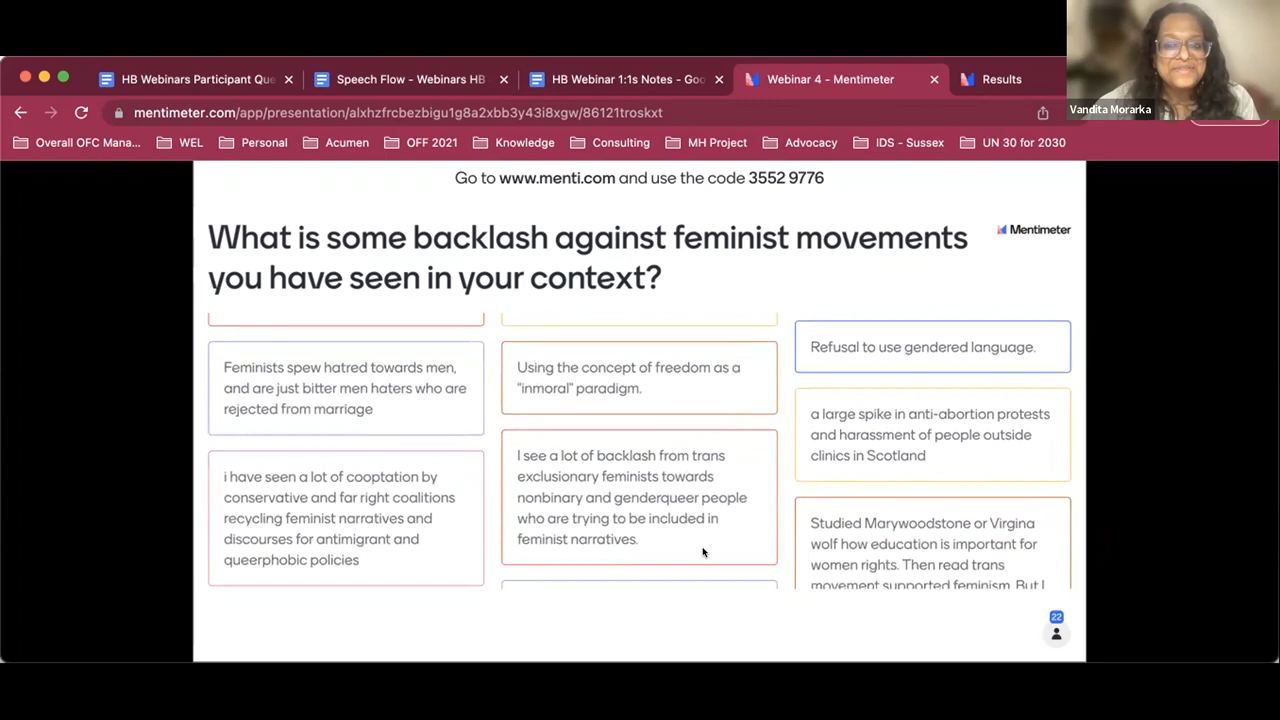 HB Webinars Participant Que
Speech Flow - Webinars HB
HB Webinar 1:1s Notes - Goo
Webinar 4 - Mentimeter
Results
mentimeter.com/app/presentation/alxhzfrcbezbigu1g8a2xbb3y43i8xgw/86121troskxt
Vandita Morarka
Overall OFC Mana...
WEL
Personal
Acumen
OFF 2021
Knowledge
Consulting
MH Project
Advocacy
IDS - Sussex
UN 30 for 2030
Go to www.menti.com and use the code 3552 9776
What is some backlash against feminist movements
you have seen in your context?
Mentimeter
Feminists spew hatred towards men,
and are just bitter men haters who are
rejected from marriage
i have seen a lot of cooptation by
conservative and far right coalitions
recycling feminist narratives and
discourses for antimigrant and
queerphobic policies
Using the concept of freedom as a
"inmoral" paradigm.
I see a lot of backlash from trans
exclusionary feminists towards
nonbinary and genderqueer people
who are trying to be included in
feminist narratives.
Refusal to use gendered language.
a large spike in anti-abortion protests
and harassment of people outside
clinics in Scotland
Studied Marywoodstone or Virgina
wolf how education is important for
women rights. Then read trans
movement supported feminism. But I
22